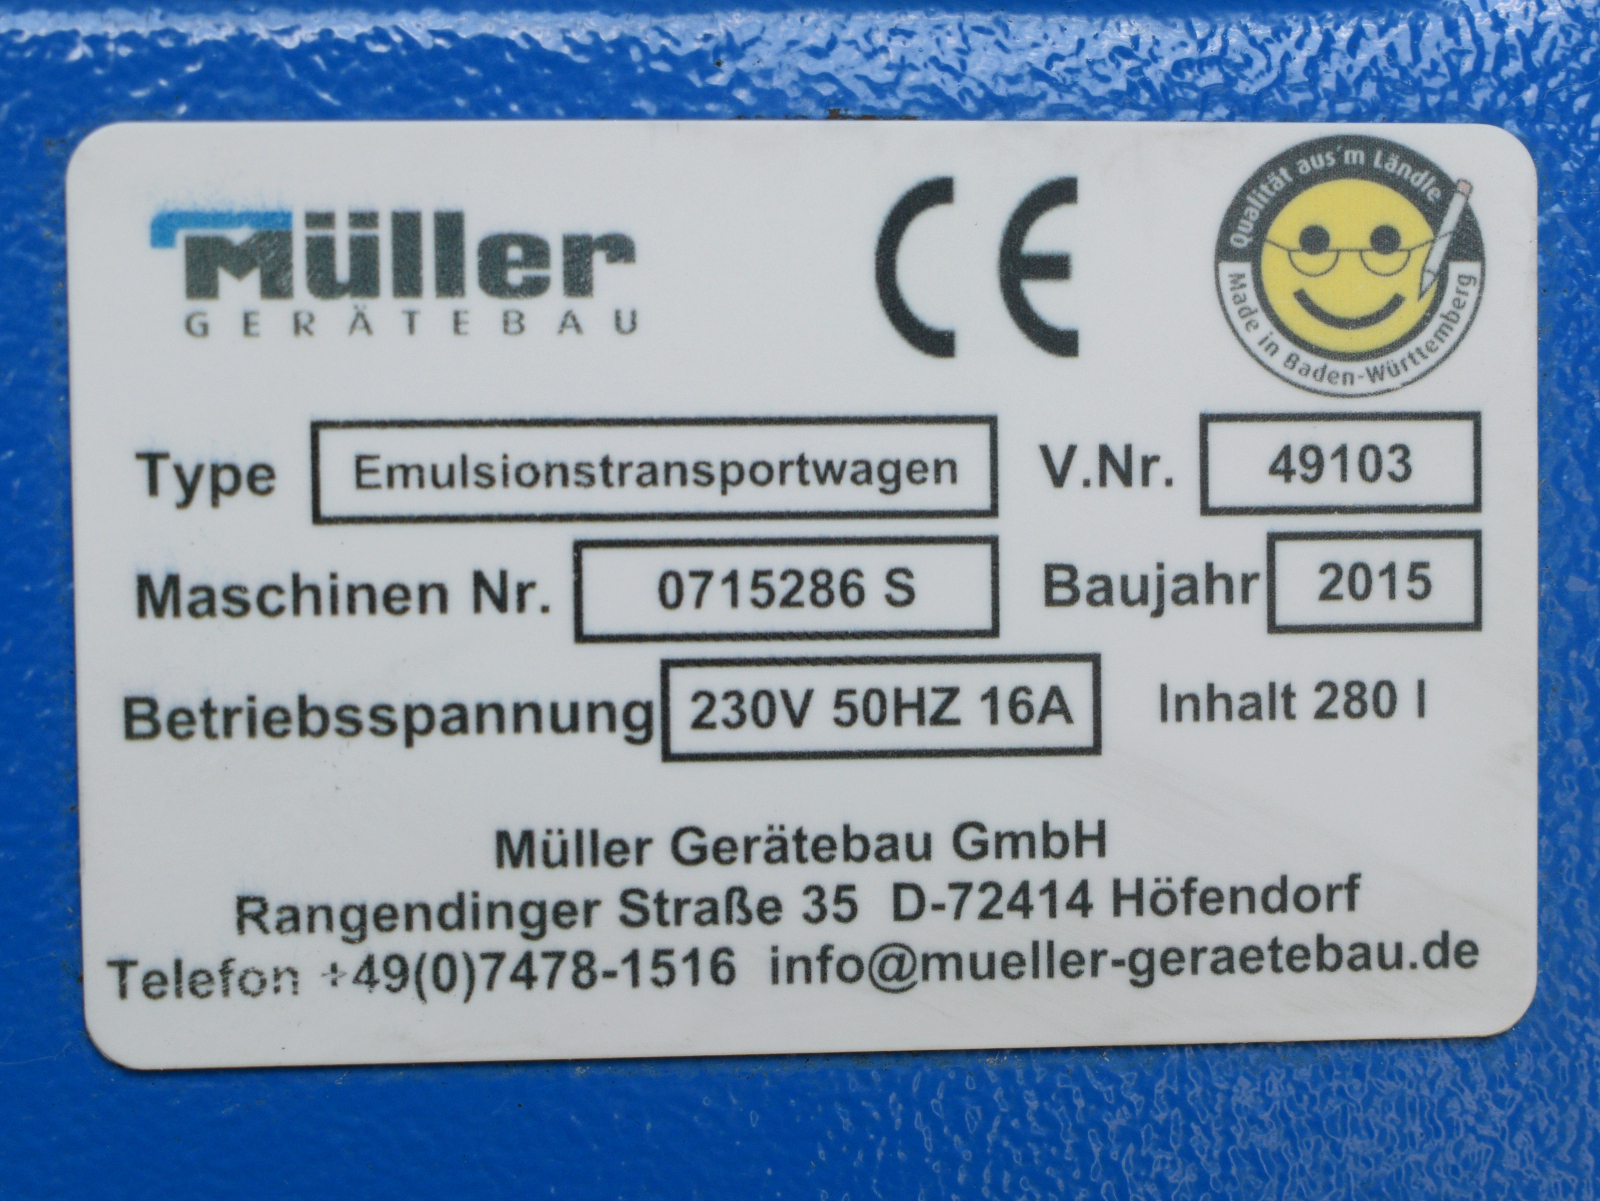 Müller
GERÄTEBAU
CE
Qualität aus'm Ländle
Made in Baden-Württemberg
Type Emulsionstransportwagen V.Nr. 49103
Maschinen Nr. 0715286 S Baujahr 2015
Betriebsspannung 230V 50HZ 16A Inhalt 280 l
Müller Gerätebau GmbH
Rangendinger Straße 35 D-72414 Höfendorf
Telefon +49(0)7478-1516 info@mueller-geraetebau.de